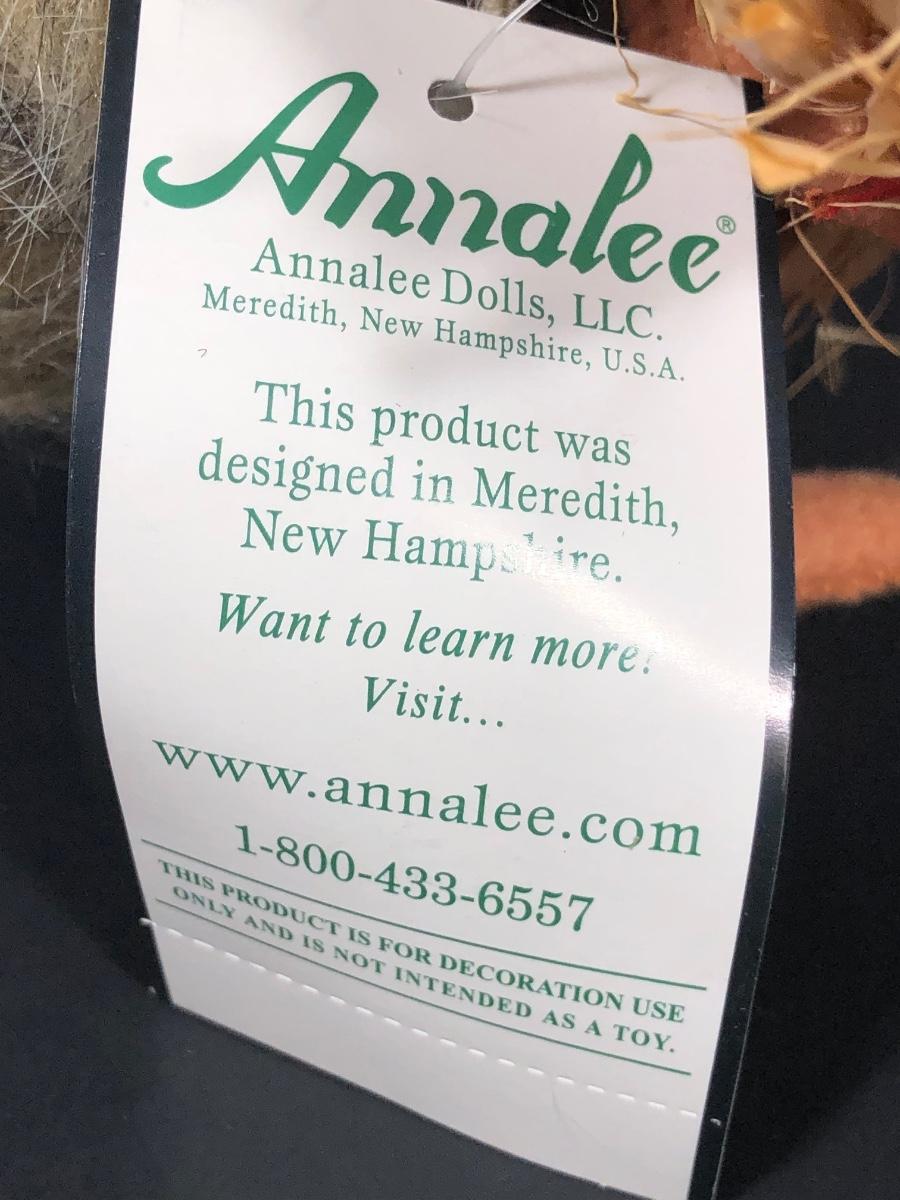 Annalee®
Annalee Dolls, LLC.
Meredith, New Hampshire, U.S.A.
This product was
designed in Meredith,
New Hampshire.
Want to learn more?
Visit...
www.annalee.com
1-800-433-6557
THIS PRODUCT IS FOR DECORATION USE
ONLY AND IS NOT INTENDED AS A TOY.